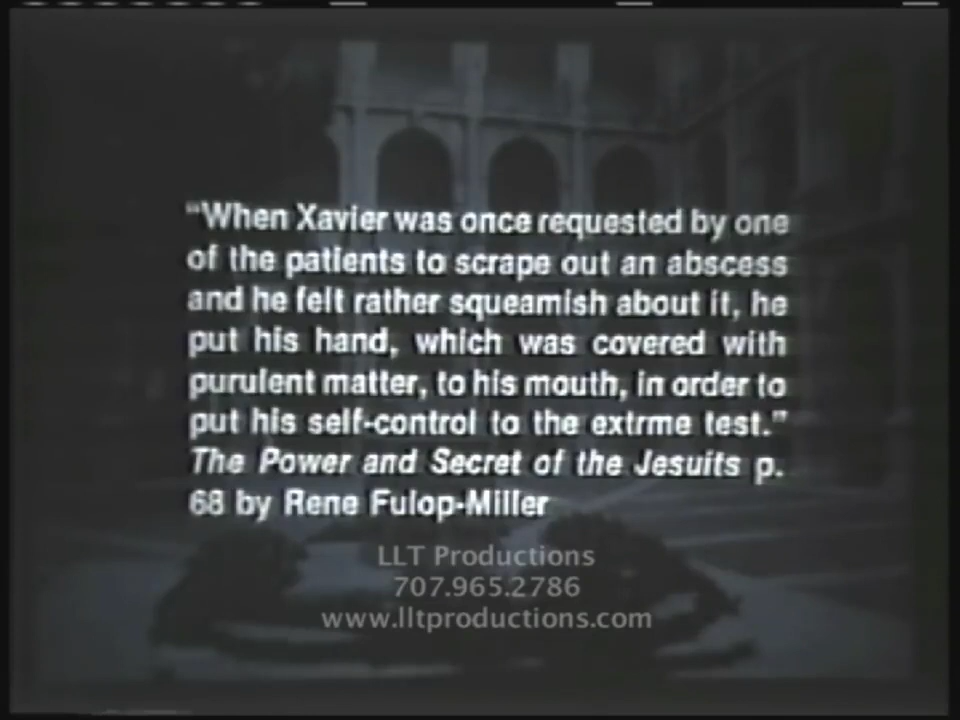 “When Xavier was once requested by one
of the patients to scrape out an abscess
and he felt rather squeamish about it, he
put his hand, which was covered with
purulent matter, to his mouth, in order to
put his self-control to the extrme test.”
The Power and Secret of the Jesuits p.
68 by Rene Fulop-Miller
LLT Productions
707.965.2786
www.lltproductions.com